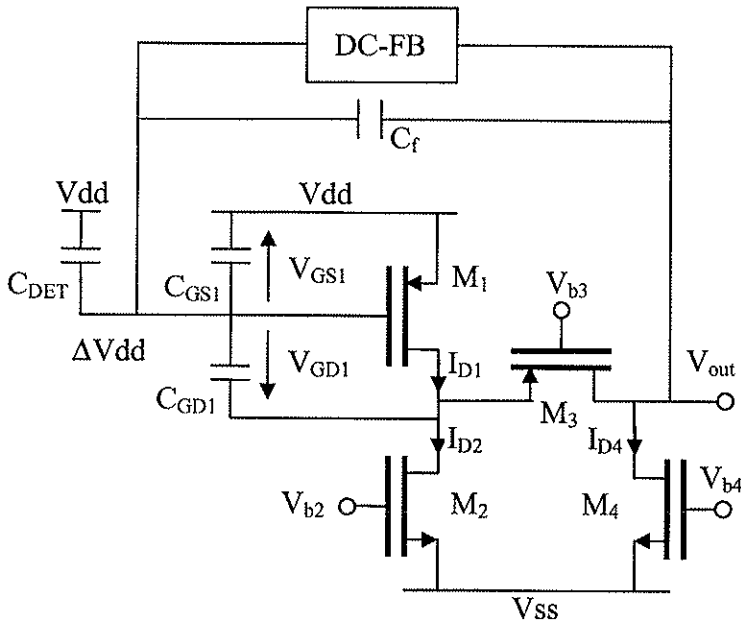 DC-FB
C_f
Vdd
Vdd
C_DET
C_GS1
V_GS1
M_1
V_b3
ΔVdd
V_GD1
C_GD1
I_D1
M_3
V_out
I_D2
I_D4
V_b2
M_2
M_4
V_b4
Vss